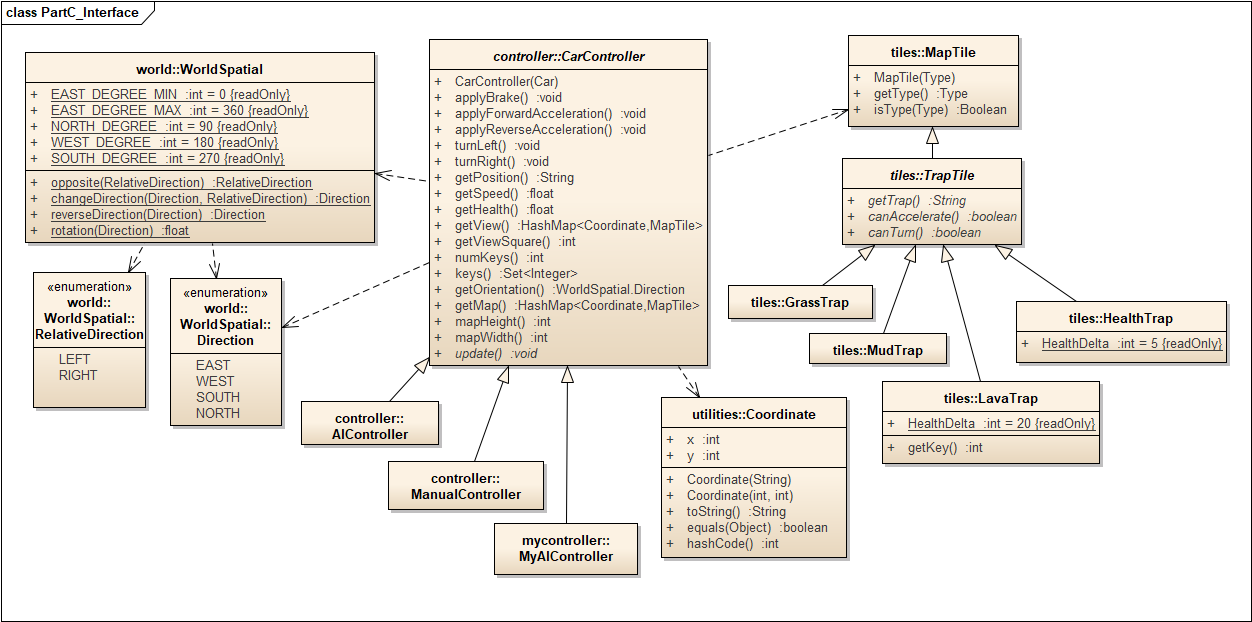 class PartC_Interface
world::WorldSpatial
+ EAST_DEGREE_MIN :int = 0 {readOnly}
+ EAST_DEGREE_MAX :int = 360 {readOnly}
+ NORTH_DEGREE :int = 90 {readOnly}
+ WEST_DEGREE :int = 180 {readOnly}
+ SOUTH_DEGREE :int = 270 {readOnly}
+ opposite(RelativeDirection) :RelativeDirection
+ changeDirection(Direction, RelativeDirection) :Direction
+ reverseDirection(Direction) :Direction
+ rotation(Direction) :float
«enumeration»
world::
WorldSpatial::
RelativeDirection
LEFT
RIGHT
«enumeration»
world::
WorldSpatial::
Direction
EAST
WEST
SOUTH
NORTH
controller::CarController
+ CarController(Car)
+ applyBrake() :void
+ applyForwardAcceleration() :void
+ applyReverseAcceleration() :void
+ turnLeft() :void
+ turnRight() :void
+ getPosition() :String
+ getSpeed() :float
+ getHealth() :float
+ getView() :HashMap<Coordinate,MapTile>
+ getViewSquare() :int
+ numKeys() :int
+ keys() :Set<Integer>
+ getOrientation() :WorldSpatial.Direction
+ getMap() :HashMap<Coordinate,MapTile>
+ mapHeight() :int
+ mapWidth() :int
+ update() :void
controller::
AIController
controller::
ManualController
mycontroller::
MyAIController
utilities::Coordinate
+ x :int
+ y :int
+ Coordinate(String)
+ Coordinate(int, int)
+ toString() :String
+ equals(Object) :boolean
+ hashCode() :int
tiles::MapTile
+ MapTile(Type)
+ getType() :Type
+ isType(Type) :Boolean
tiles::TrapTile
+ getTrap() :String
+ canAccelerate() :boolean
+ canTurn() :boolean
tiles::GrassTrap
tiles::MudTrap
tiles::HealthTrap
+ HealthDelta :int = 5 {readOnly}
tiles::LavaTrap
+ HealthDelta :int = 20 {readOnly}
+ getKey() :int